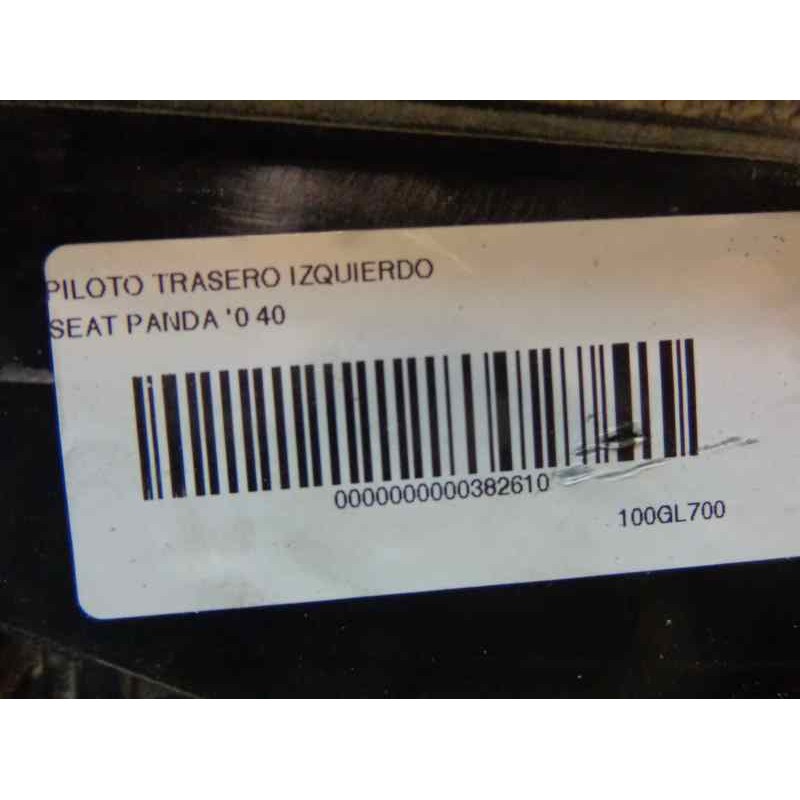 PILOTO TRASERO IZQUIERDO
SEAT PANDA '0 40
0000000000382610
100GL700